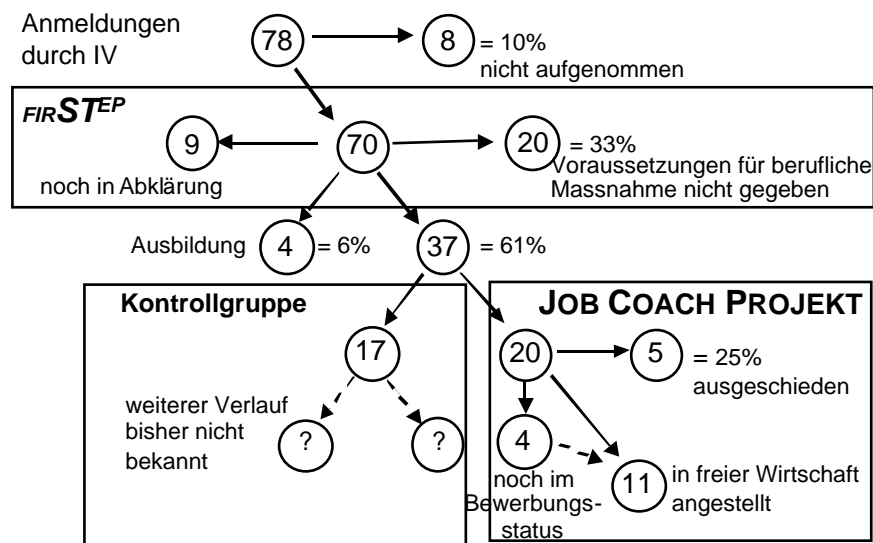 Anmeldungen
durch IV
78
8 = 10%
nicht aufgenommen
FIRSTEP
9
70
20 = 33%
noch in Abklärung
Voraussetzungen für berufliche
Massnahme nicht gegeben
Ausbildung 4 = 6%
37 = 61%
Kontrollgruppe
17
weiterer Verlauf
bisher nicht
bekannt
?
?
JOB COACH PROJEKT
20
5 = 25%
ausgeschieden
4
noch im
Bewerbungs-
status
11
in freier Wirtschaft
angestellt